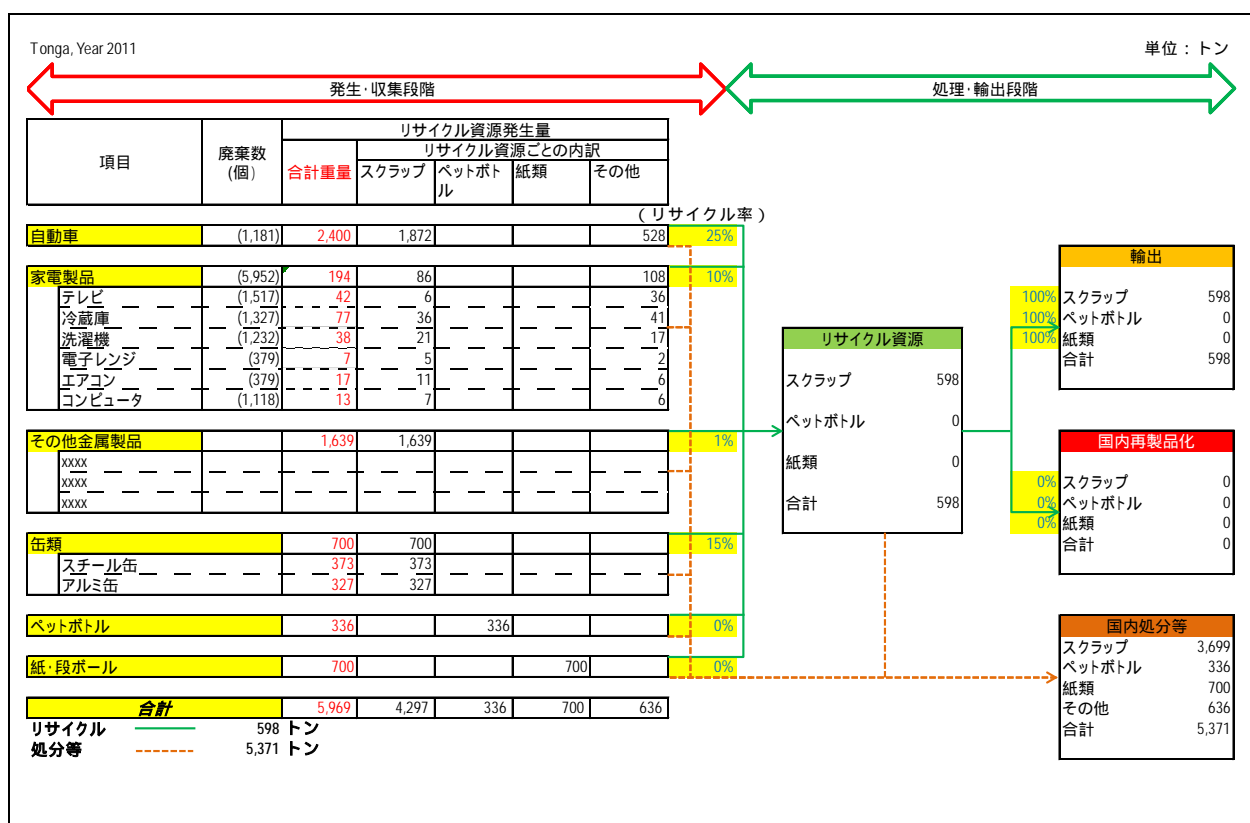 Tonga, Year 2011 単位：トン
発生・収集段階 処理・輸出段階
リサイクル資源発生量
項目 廃棄数(個) 合計重量 リサイクル資源ごとの内訳
スクラップ ペットボトル 紙類 その他
（リサイクル率）
自動車 (1,181) 2,400 1,872 528 25%
家電製品 (5,952) 194 86 108 10%
テレビ (1,517) 42 6 36
冷蔵庫 (1,327) 77 36 41
洗濯機 (1,232) 38 21 17
電子レンジ (379) 7 5 2
エアコン (379) 17 11 6
コンピュータ (1,118) 13 7 6
その他金属製品 1,639 1,639 1%
xxxx
xxxx
xxxx
缶類 700 700 15%
スチール缶 373 373
アルミ缶 327 327
ペットボトル 336 336 0%
紙・段ボール 700 700 0%
合計 5,969 4,297 336 700 636
リサイクル 598 トン
処分等 5,371 トン
リサイクル資源
スクラップ 598
ペットボトル 0
紙類 0
合計 598
輸出
100% スクラップ 598
100% ペットボトル 0
100% 紙類 0
合計 598
国内再製品化
0% スクラップ 0
0% ペットボトル 0
0% 紙類 0
合計 0
国内処分等
スクラップ 3,699
ペットボトル 336
紙類 700
その他 636
合計 5,371